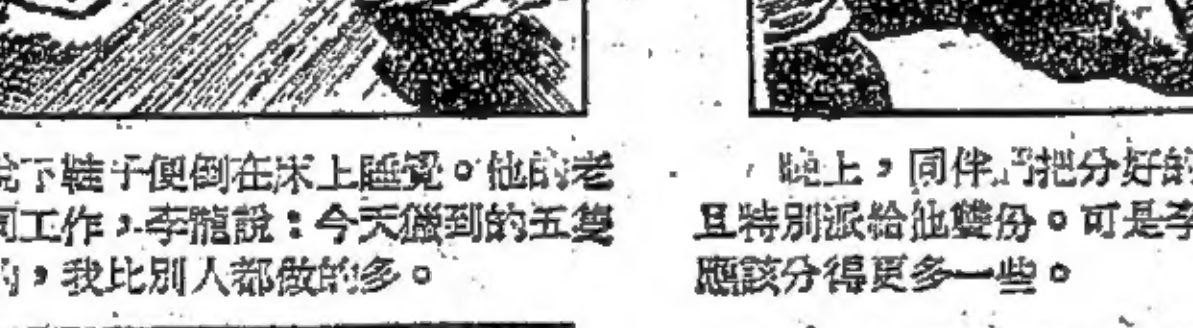 脫下鞋子便倒在床上睡覺。他的老
何工作，李龍說：今天獵到的五隻
的，我比別人都做的多。
晚上，同伴們把分好的
且特別派給他雙份。可是李
應該分得更多一些。